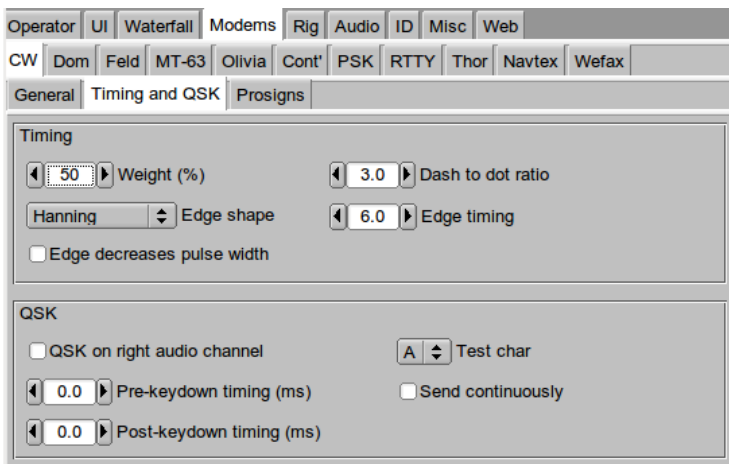 Operator UI Waterfall Modems Rig Audio ID Misc Web
CW Dom Feld MT-63 Olivia Cont' PSK RTTY Thor Navtex Wefax
General Timing and QSK Prosigns
Timing
50 Weight (%) 3.0 Dash to dot ratio
Hanning Edge shape 6.0 Edge timing
Edge decreases pulse width
QSK
QSK on right audio channel A Test char
0.0 Pre-keydown timing (ms) Send continuously
0.0 Post-keydown timing (ms)